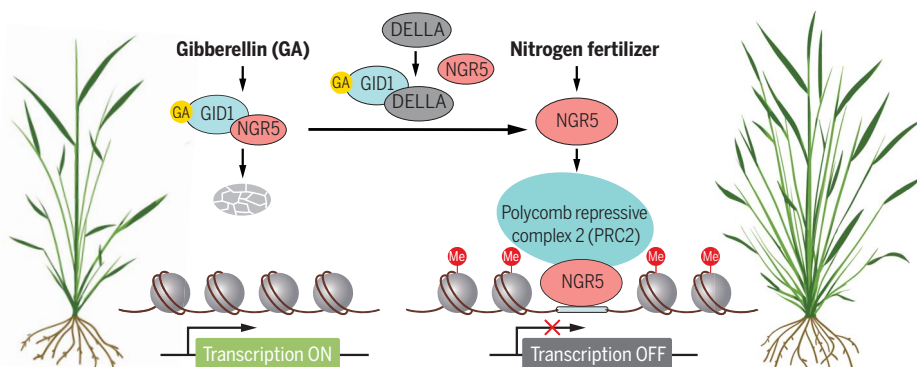 Gibberellin (GA)
GA
GID1
NGR5
DELLA
NGR5
GA
GID1
DELLA
Nitrogen fertilizer
NGR5
Polycomb repressive
complex 2 (PRC2)
NGR5
Me
Me
Me
Me
Transcription ON
Transcription OFF